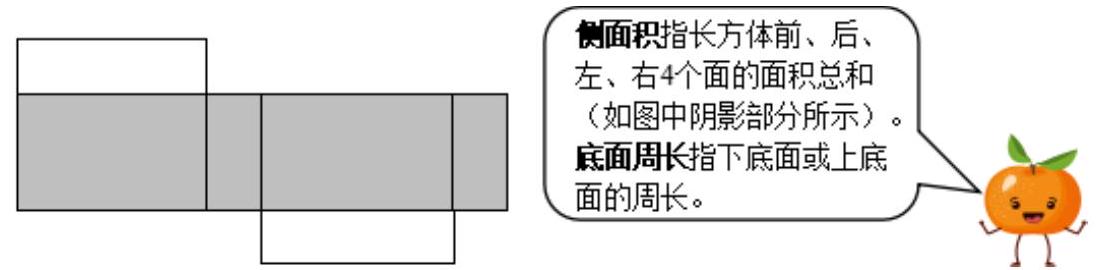 侧面积指长方体前、后、
左、右4个面的面积总和
（如图中阴影部分所示）。
底面周长指下底面或上底
面的周长。